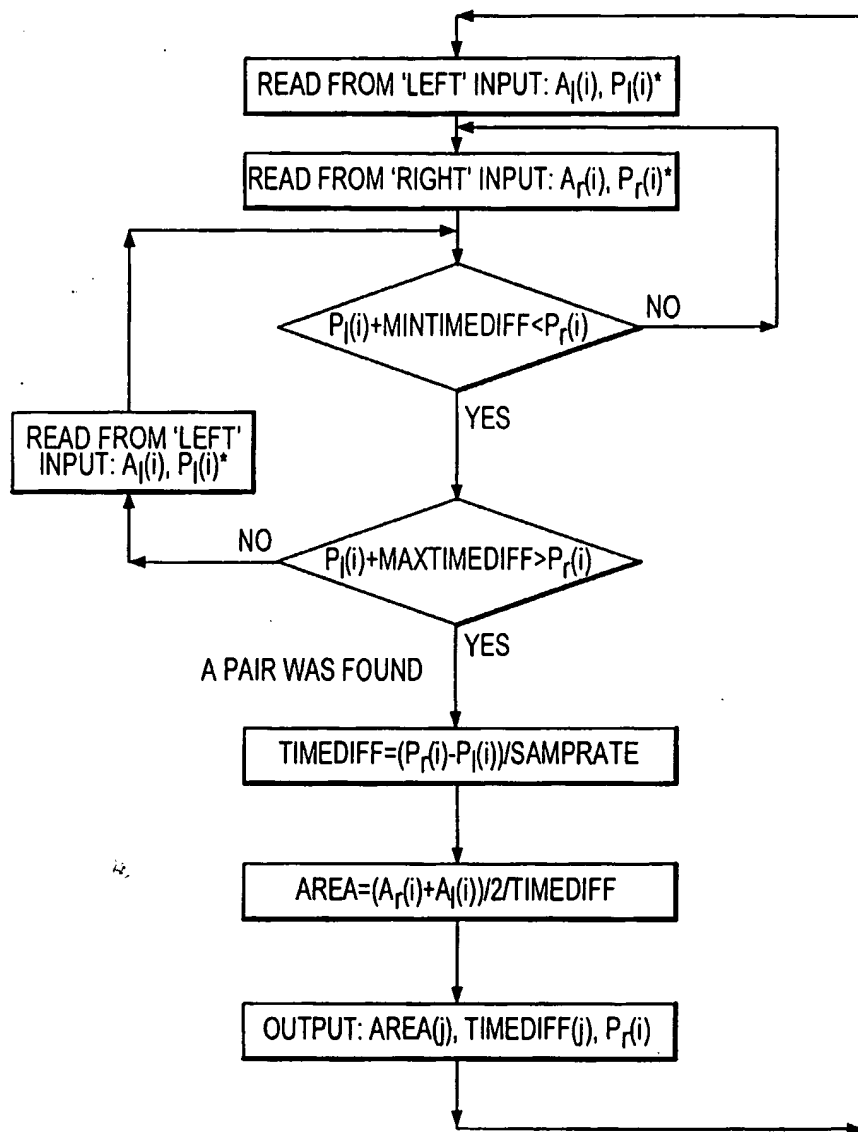 READ FROM 'LEFT' INPUT: Al(i), Pl(i)*
READ FROM 'RIGHT' INPUT: Ar(i), Pr(i)*
Pl(i)+MINTIMEDIFF<Pr(i)
NO
YES
READ FROM 'LEFT'
INPUT: Al(i), Pl(i)*
NO
Pl(i)+MAXTIMEDIFF>Pr(i)
YES
A PAIR WAS FOUND
TIMEDIFF=(Pr(i)-Pl(i))/SAMPRATE
AREA=(Ar(i)+Al(i))/2/TIMEDIFF
OUTPUT: AREA(j), TIMEDIFF(j), Pr(i)